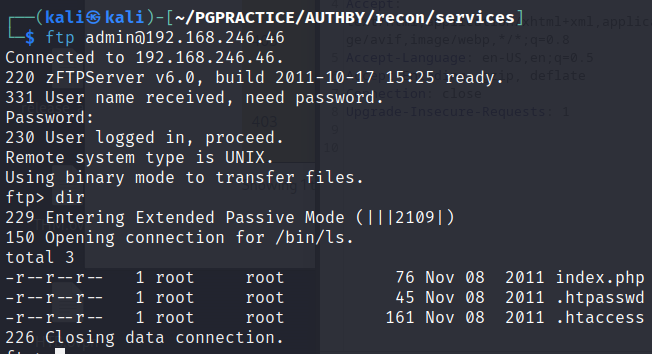 ┌──(kali㉿kali)-[~/PGPRACTICE/AUTHBY/recon/services]
└─$ ftp admin@192.168.246.46
Connected to 192.168.246.46.
220 zFTPServer v6.0, build 2011-10-17 15:25 ready.
331 User name received, need password.
Password:
230 User logged in, proceed.
Remote system type is UNIX.
Using binary mode to transfer files.
ftp> dir
229 Entering Extended Passive Mode (|||2109|)
150 Opening connection for /bin/ls.
total 3
-r--r--r-- 1 root root 76 Nov 08 2011 index.php
-r--r--r-- 1 root root 45 Nov 08 2011 .htpasswd
-r--r--r-- 1 root root 161 Nov 08 2011 .htaccess
226 Closing data connection.